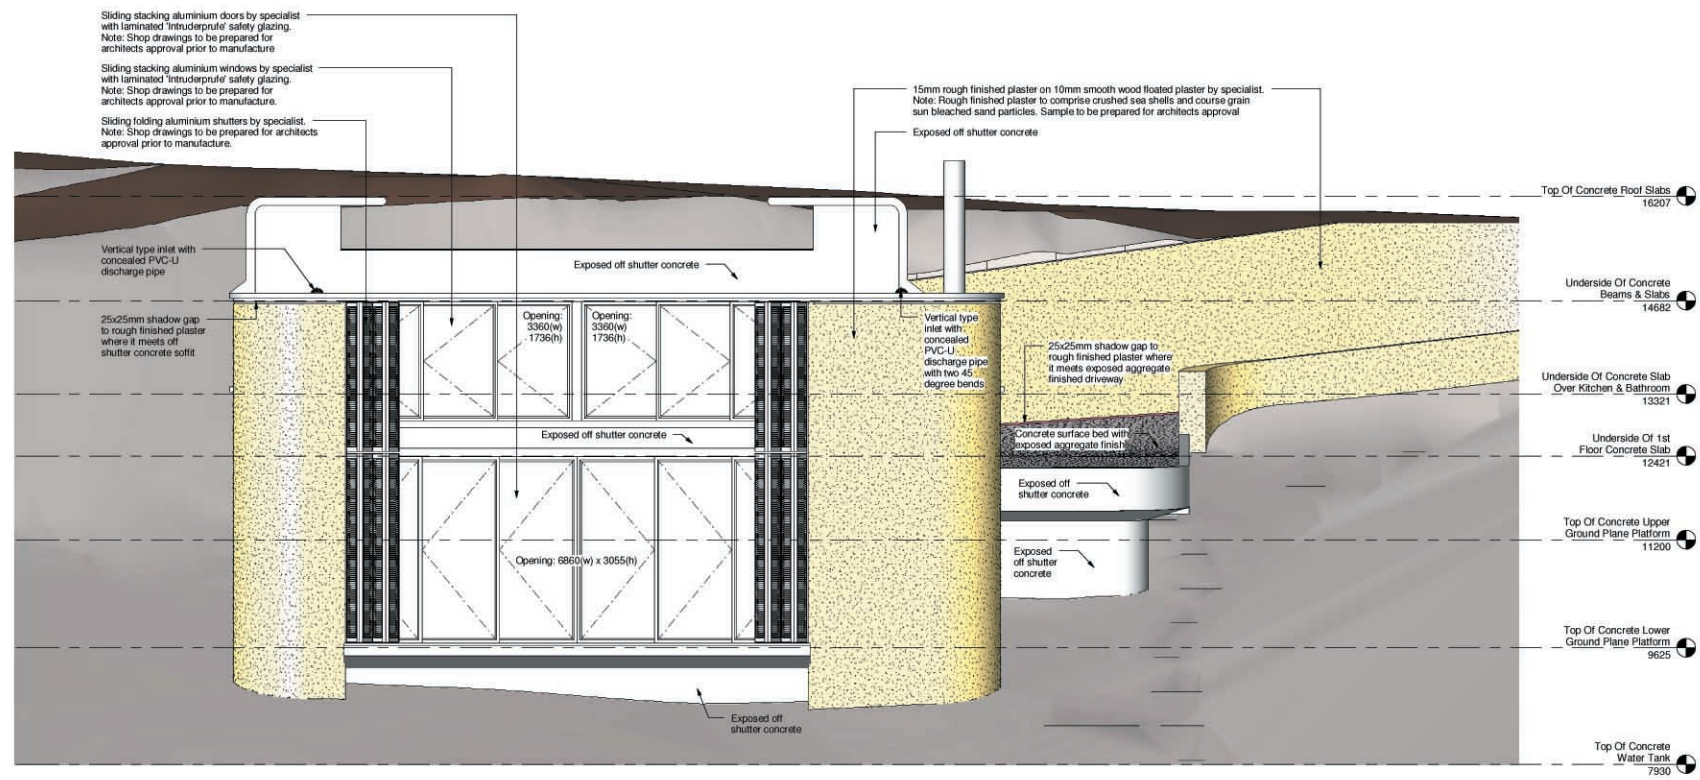 Sliding stacking aluminium doors by specialist
with laminated 'Intruderprufe' safety glazing.
Note: Shop drawings to be prepared for
architects approval prior to manufacture
Sliding stacking aluminium windows by specialist
with laminated 'Intruderprufe' safety glazing.
Note: Shop drawings to be prepared for
architects approval prior to manufacture.
Sliding folding aluminium shutters by specialist.
Note: Shop drawings to be prepared for architects
approval prior to manufacture.
15mm rough finished plaster on 10mm smooth wood floated plaster by specialist.
Note: Rough finished plaster to comprise crushed sea shells and course grain
sun bleached sand particles. Sample to be prepared for architects approval
Exposed off shutter concrete
Top Of Concrete Roof Slabs
16207
Vertical type inlet with
concealed PVC-U
discharge pipe
Exposed off shutter concrete
Underside Of Concrete
Beams & Slabs
14682
25x25mm shadow gap
to rough finished plaster
where it meets off
shutter concrete soffit
Opening:
3360(w)
1736(h)
Opening:
3360(w)
1736(h)
Vertical type
inlet with
concealed
PVC-U
discharge pipe
with two 45
degree bends
25x25mm shadow gap to
rough finished plaster where
it meets exposed aggregate
finished driveway
Underside Of Concrete Slab
Over Kitchen & Bathroom
13321
Exposed off shutter concrete
Concrete surface bed with
exposed aggregate finish
Underside Of 1st
Floor Concrete Slab
12421
Exposed off
shutter concrete
Top Of Concrete Upper
Ground Plane Platform
11200
Opening: 6860(w) x 3055(h)
Exposed
off shutter
concrete
Top Of Concrete Lower
Ground Plane Platform
9625
Exposed off
shutter concrete
Top Of Concrete
Water Tank
7930